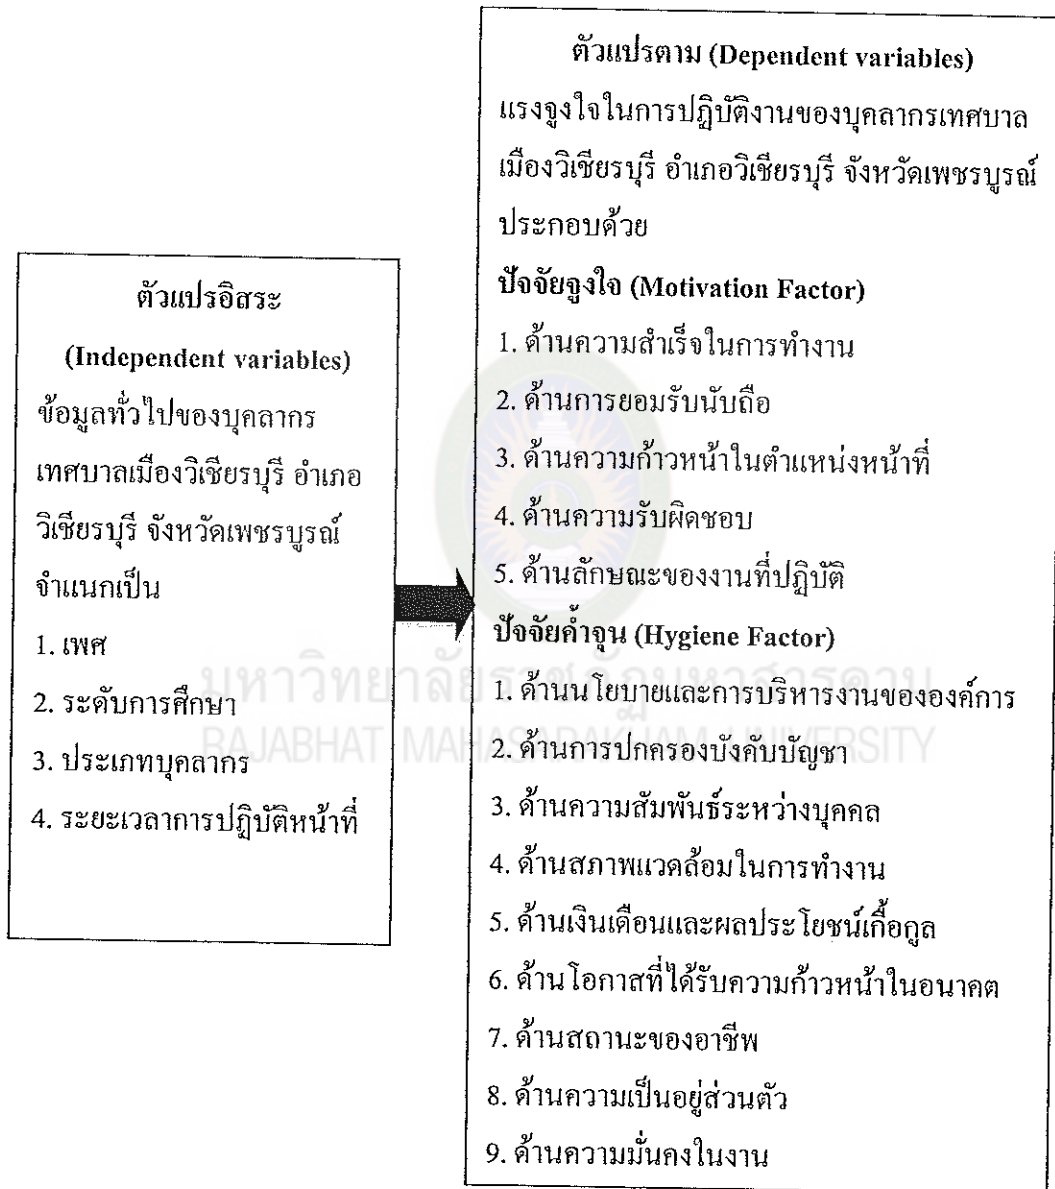 ตัวแปรอิสระ
(Independent variables)
ข้อมูลทั่วไปของบุคลากร
เทศบาลเมืองวิเชียรบุรี อำเภอ
วิเชียรบุรี จังหวัดเพชรบูรณ์
จำแนกเป็น
1. เพศ
2. ระดับการศึกษา
3. ประเภทบุคลากร
4. ระยะเวลาการปฏิบัติหน้าที่
ตัวแปรตาม (Dependent variables)
แรงจูงใจในการปฏิบัติงานของบุคลากรเทศบาล
เมืองวิเชียรบุรี อำเภอวิเชียรบุรี จังหวัดเพชรบูรณ์
ประกอบด้วย
ปัจจัยจูงใจ (Motivation Factor)
1. ด้านความสำเร็จในการทำงาน
2. ด้านการยอมรับนับถือ
3. ด้านความก้าวหน้าในตำแหน่งหน้าที่
4. ด้านความรับผิดชอบ
5. ด้านลักษณะของงานที่ปฏิบัติ
ปัจจัยค้ำจุน (Hygiene Factor)
1. ด้านนโยบายและการบริหารงานขององค์การ
2. ด้านการปกครองบังคับบัญชา
3. ด้านความสัมพันธ์ระหว่างบุคคล
4. ด้านสภาพแวดล้อมในการทำงาน
5. ด้านเงินเดือนและผลประโยชน์เกื้อกูล
6. ด้านโอกาสที่ได้รับความก้าวหน้าในอนาคต
7. ด้านสถานะของอาชีพ
8. ด้านความเป็นอยู่ส่วนตัว
9. ด้านความมั่นคงในงาน
มหาวิทยาลัยราชภัฏมหาสารคาม
RAJABHAT MAHASARAKHAM UNIVERSITY